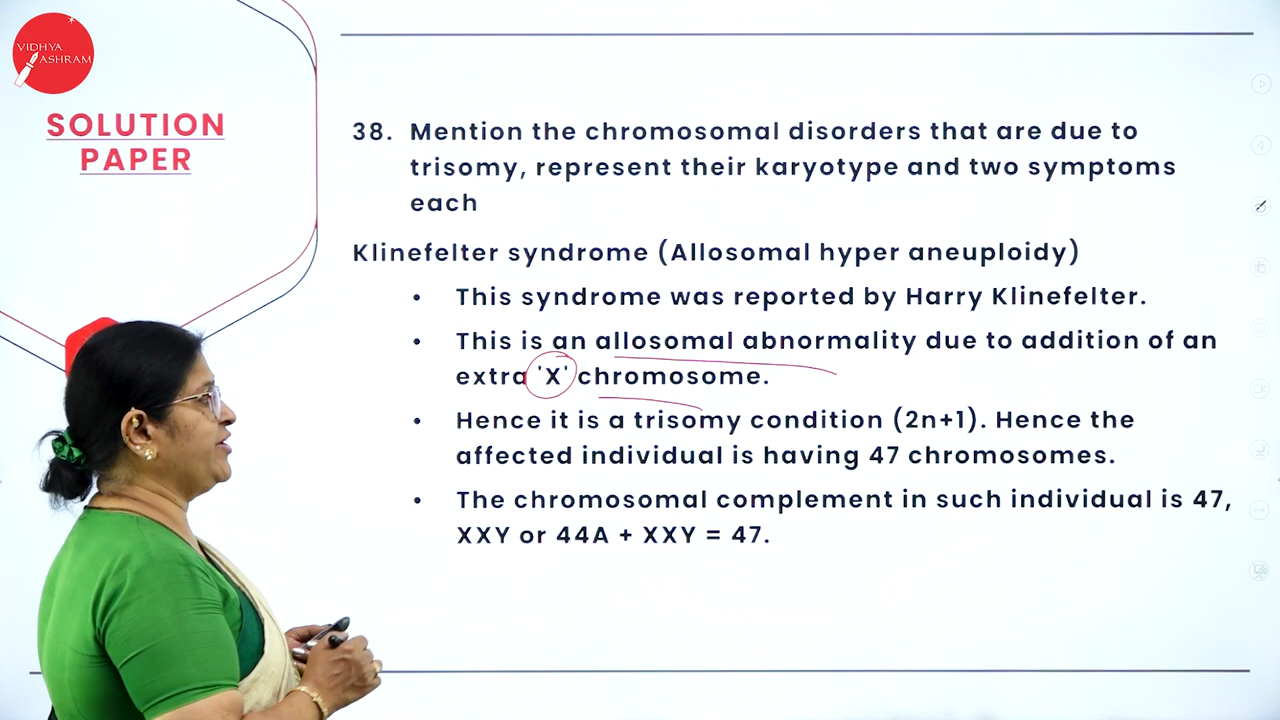 VIDHYA
ASHRAM
SOLUTION
PAPER
38. Mention the chromosomal disorders that are due to
trisomy, represent their karyotype and two symptoms
each
Klinefelter syndrome (Allosomal hyper aneuploidy)
• This syndrome was reported by Harry Klinefelter.
• This is an allosomal abnormality due to addition of an
extra 'X' chromosome.
• Hence it is a trisomy condition (2n+1). Hence the
affected individual is having 47 chromosomes.
• The chromosomal complement in such individual is 47,
XXY or 44A + XXY = 47.